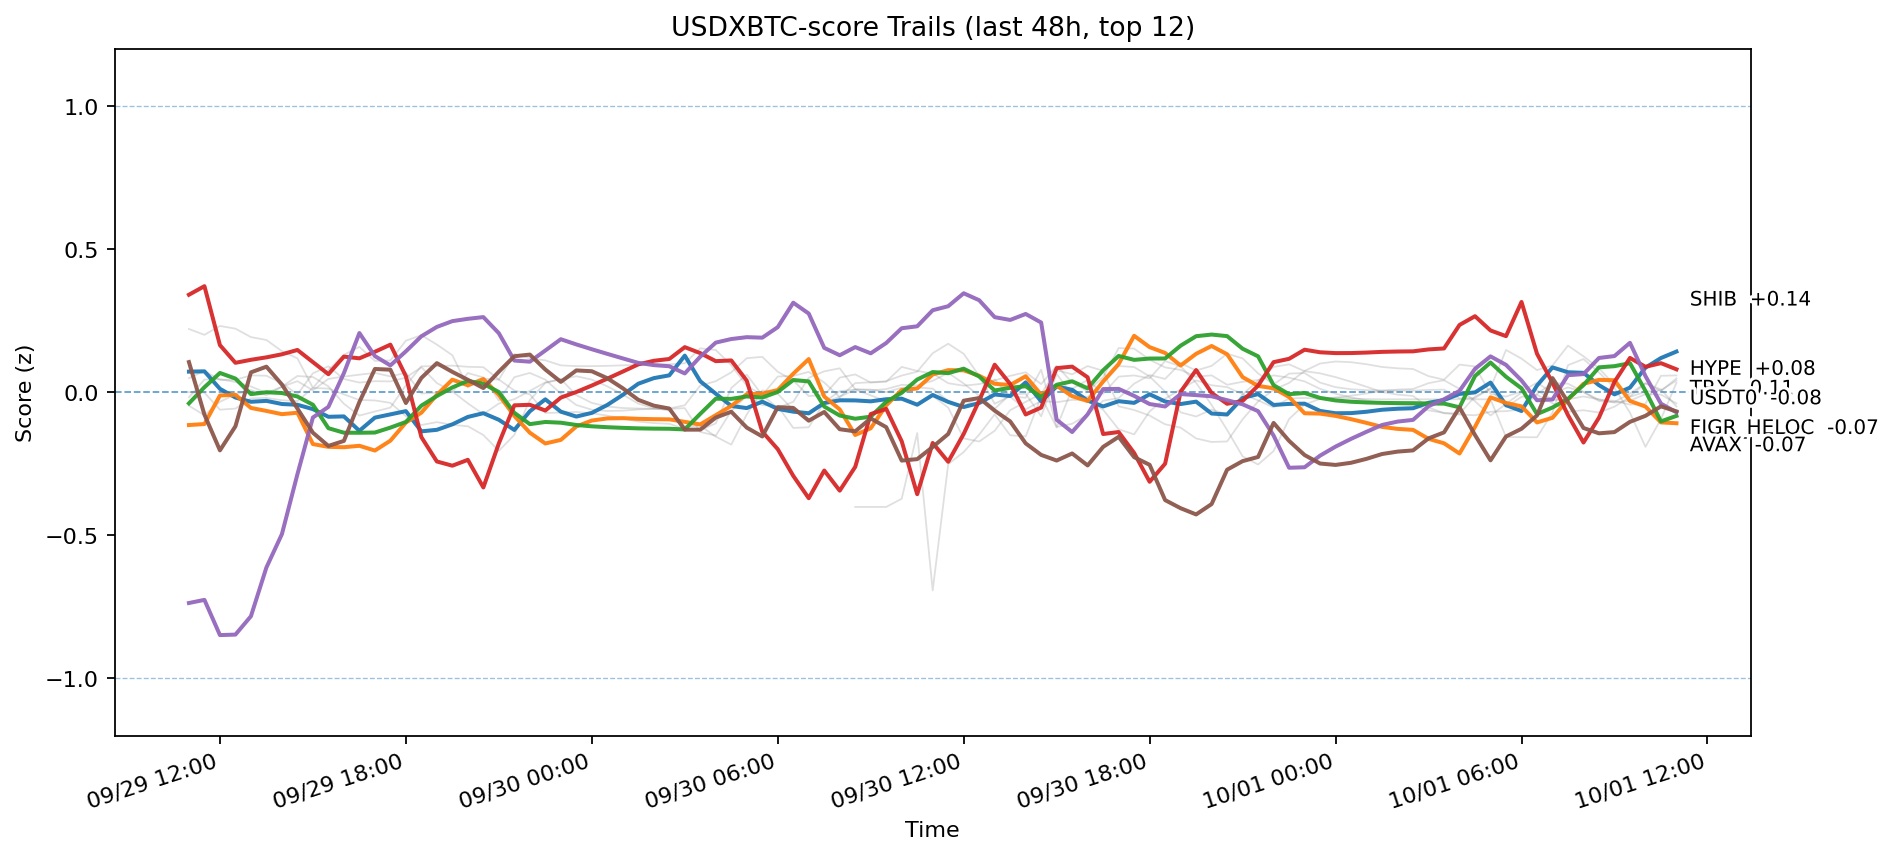 USDXBTC-score Trails (last 48h, top 12)
Score (z)
1.0
0.5
0.0
−0.5
−1.0
SHIB +0.14
HYPE +0.08
USDT0 -0.08
FIGR_HELOC -0.07
AVAX -0.07
09/29 12:00
09/29 18:00
09/30 00:00
09/30 06:00
09/30 12:00
09/30 18:00
10/01 00:00
10/01 06:00
10/01 12:00
Time